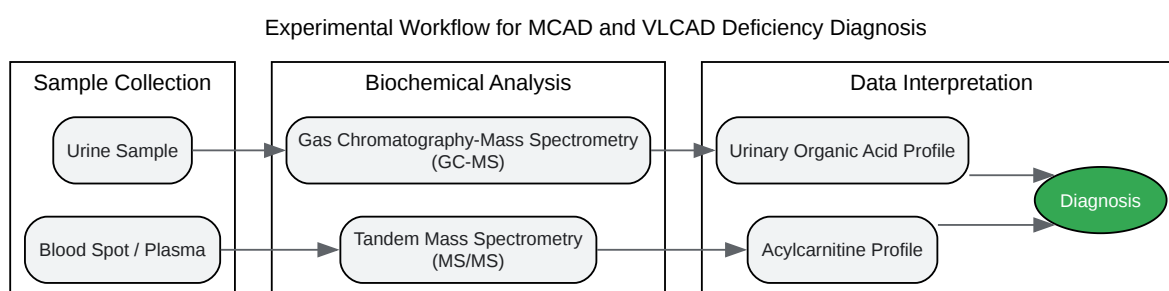 Experimental Workflow for MCAD and VLCAD Deficiency Diagnosis
Sample Collection
Biochemical Analysis
Data Interpretation
Urine Sample
Gas Chromatography-Mass Spectrometry
(GC-MS)
Urinary Organic Acid Profile
Diagnosis
Blood Spot / Plasma
Tandem Mass Spectrometry
(MS/MS)
Acylcarnitine Profile